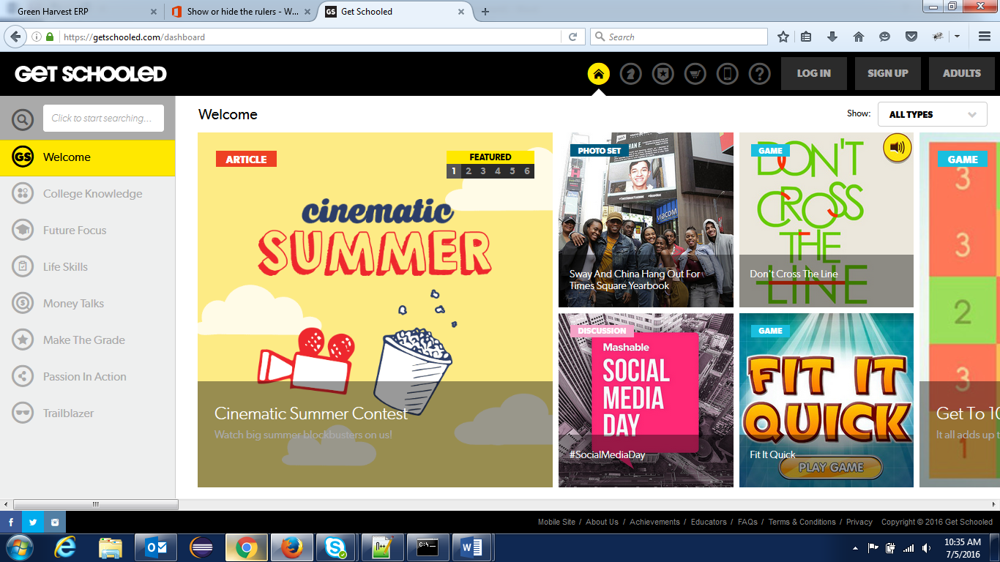 Green Harvest ERP
Show or hide the rulers - W...
GS
Get Schooled
https://getschooled.com/dashboard
Search
GET SCHOOLED
LOG IN
SIGN UP
ADULTS
Click to start searching...
Welcome
Show:
ALL TYPES
GS
Welcome
College Knowledge
Future Focus
Life Skills
Money Talks
Make The Grade
Passion In Action
Trailblazer
ARTICLE
FEATURED
1 2 3 4 5 6
cinematic
SUMMER
Cinematic Summer Contest
Watch big summer blockbusters on us!
PHOTO SET
viacom
Sway And China Hang Out For
Times Square Yearbook
GAME
DON'T
CROSS
THE
LINE
Don't Cross The Line
DISCUSSION
Mashable
SOCIAL
MEDIA
DAY
#SocialMediaDay
GAME
FIT IT
QUICK
Fit It Quick
PLAY GAME
GAME
3
3
2
3
1
Get To 10
It all adds up t
Mobile Site / About Us / Achievements / Educators / FAQs / Terms & Conditions / Privacy Copyright © 2016 Get Schooled
10:35 AM
7/5/2016